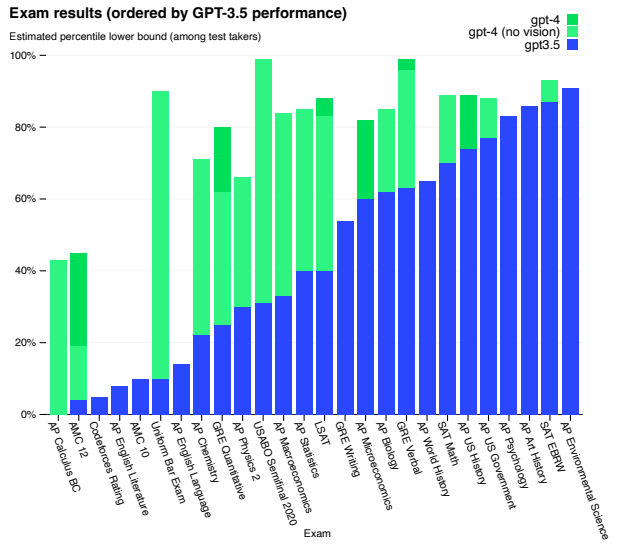 Exam results (ordered by GPT-3.5 performance)
Estimated percentile lower bound (among test takers)
gpt-4
gpt-4 (no vision)
gpt3.5
100%
80%
60%
40%
20%
0%
AP Calculus BC
AMC 12
Codeforces Rating
AP English Literature
AMC 10
Uniform Bar Exam
AP English Language
AP Chemistry
GRE Quantitative
AP Physics 2
USABO Semifinal 2020
AP Macroeconomics
AP Statistics
LSAT
GRE Writing
AP Microeconomics
AP Biology
GRE Verbal
AP World History
SAT Math
AP US History
AP US Government
AP Psychology
AP Art History
SAT EBRW
AP Environmental Science
Exam